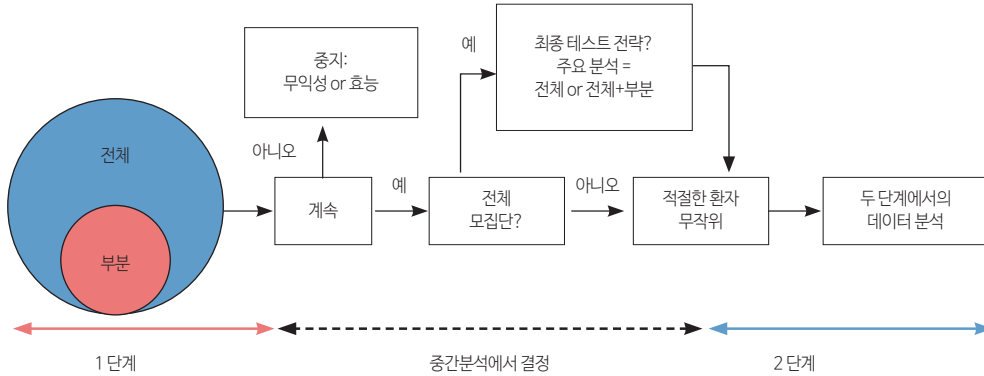 전체
부분
중지:
무익성 or 효능
아니오
계속
예
전체
모집단?
예
최종 테스트 전략?
주요 분석 =
전체 or 전체+부분
아니오
적절한 환자
무작위
두 단계에서의
데이터 분석
1 단계
중간분석에서 결정
2 단계